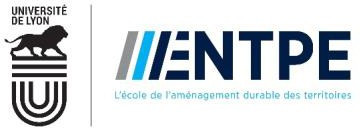 UNIVERSITÉ
DE LYON
ENTPE
L'école de l'aménagement durable des territoires